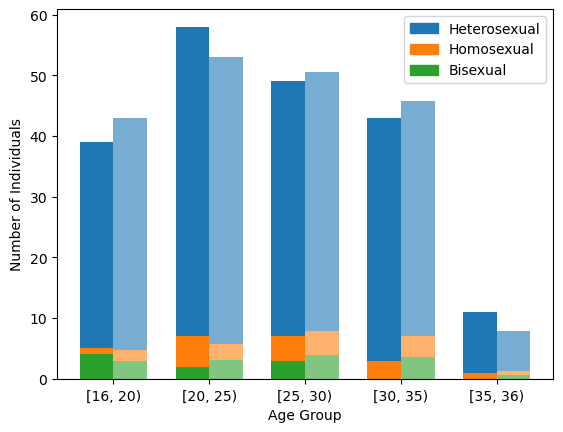 60
50
40
30
20
10
0
Number of Individuals
Heterosexual
Homosexual
Bisexual
[16, 20)
[20, 25)
[25, 30)
[30, 35)
[35, 36)
Age Group